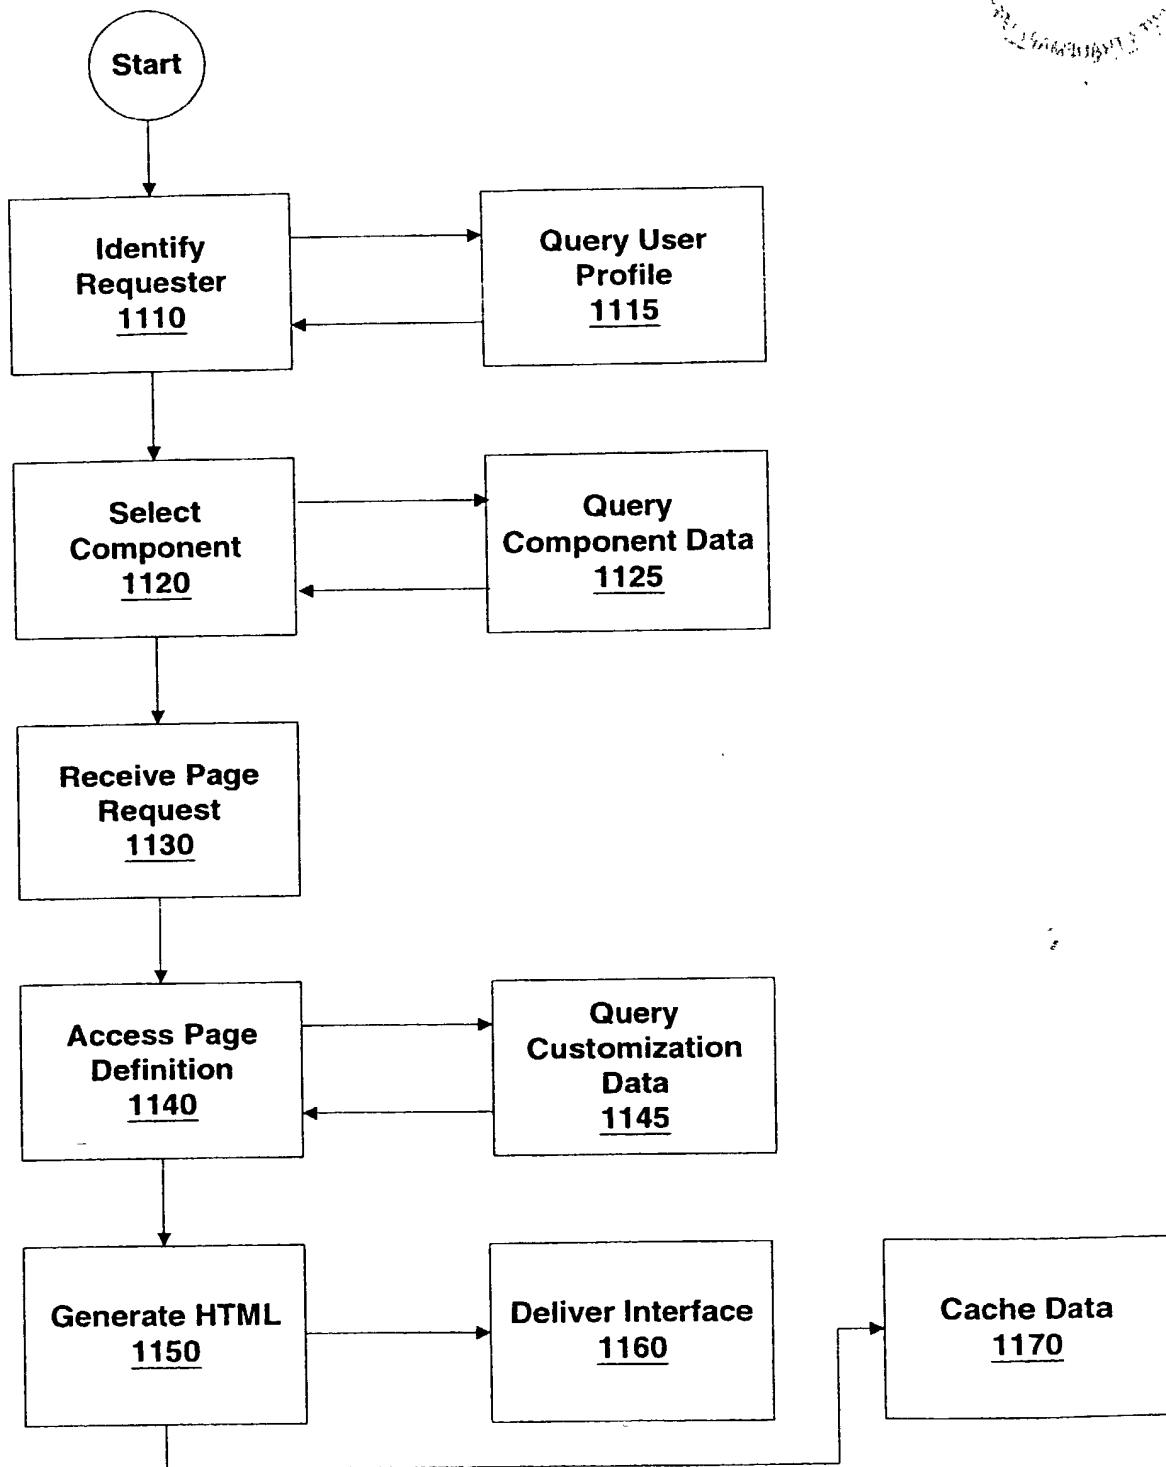 Start
Identify
Requester
1110
Query User
Profile
1115
Select
Component
1120
Query
Component Data
1125
Receive Page
Request
1130
Access Page
Definition
1140
Query
Customization
Data
1145
Generate HTML
1150
Deliver Interface
1160
Cache Data
1170